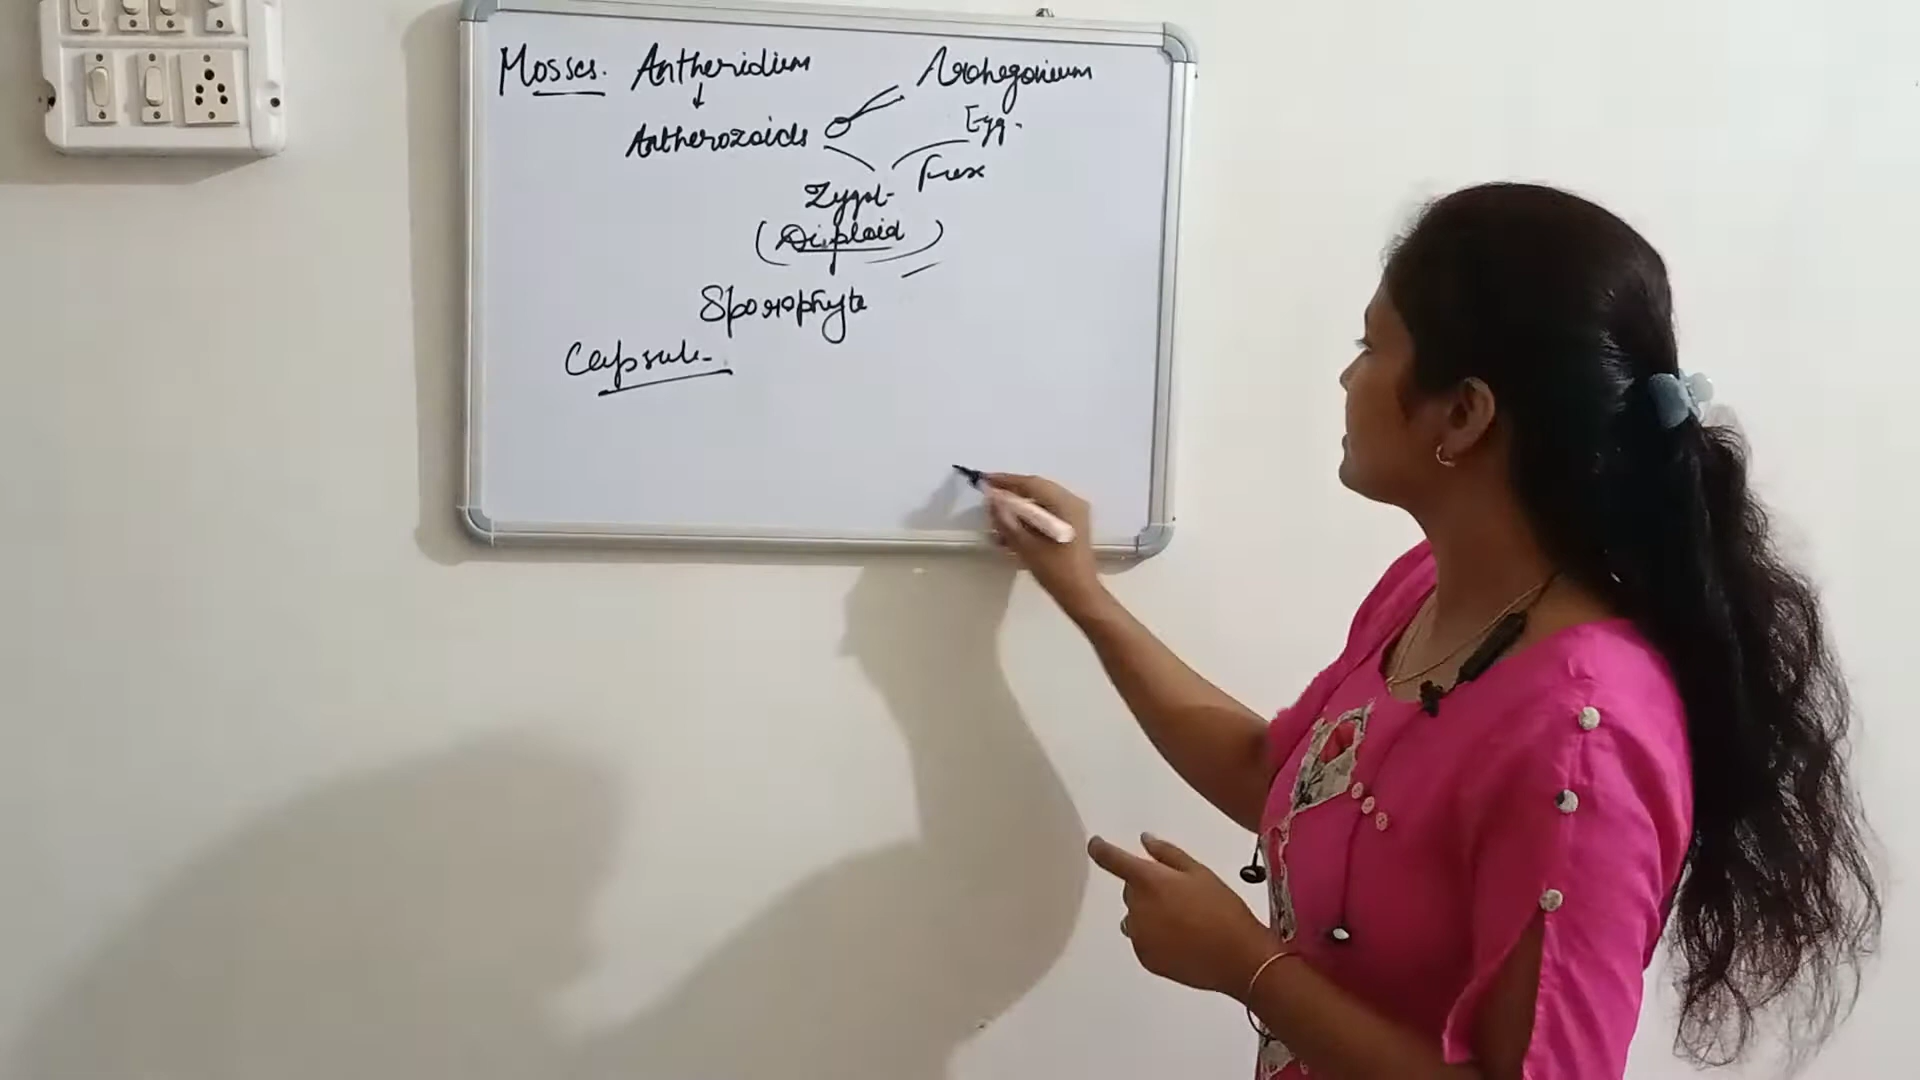 Mosses. Antheridium Archegonium
Antherozoids Egg.
Fuse
Zygot
(Diploid)
Sporophyte
Capsule